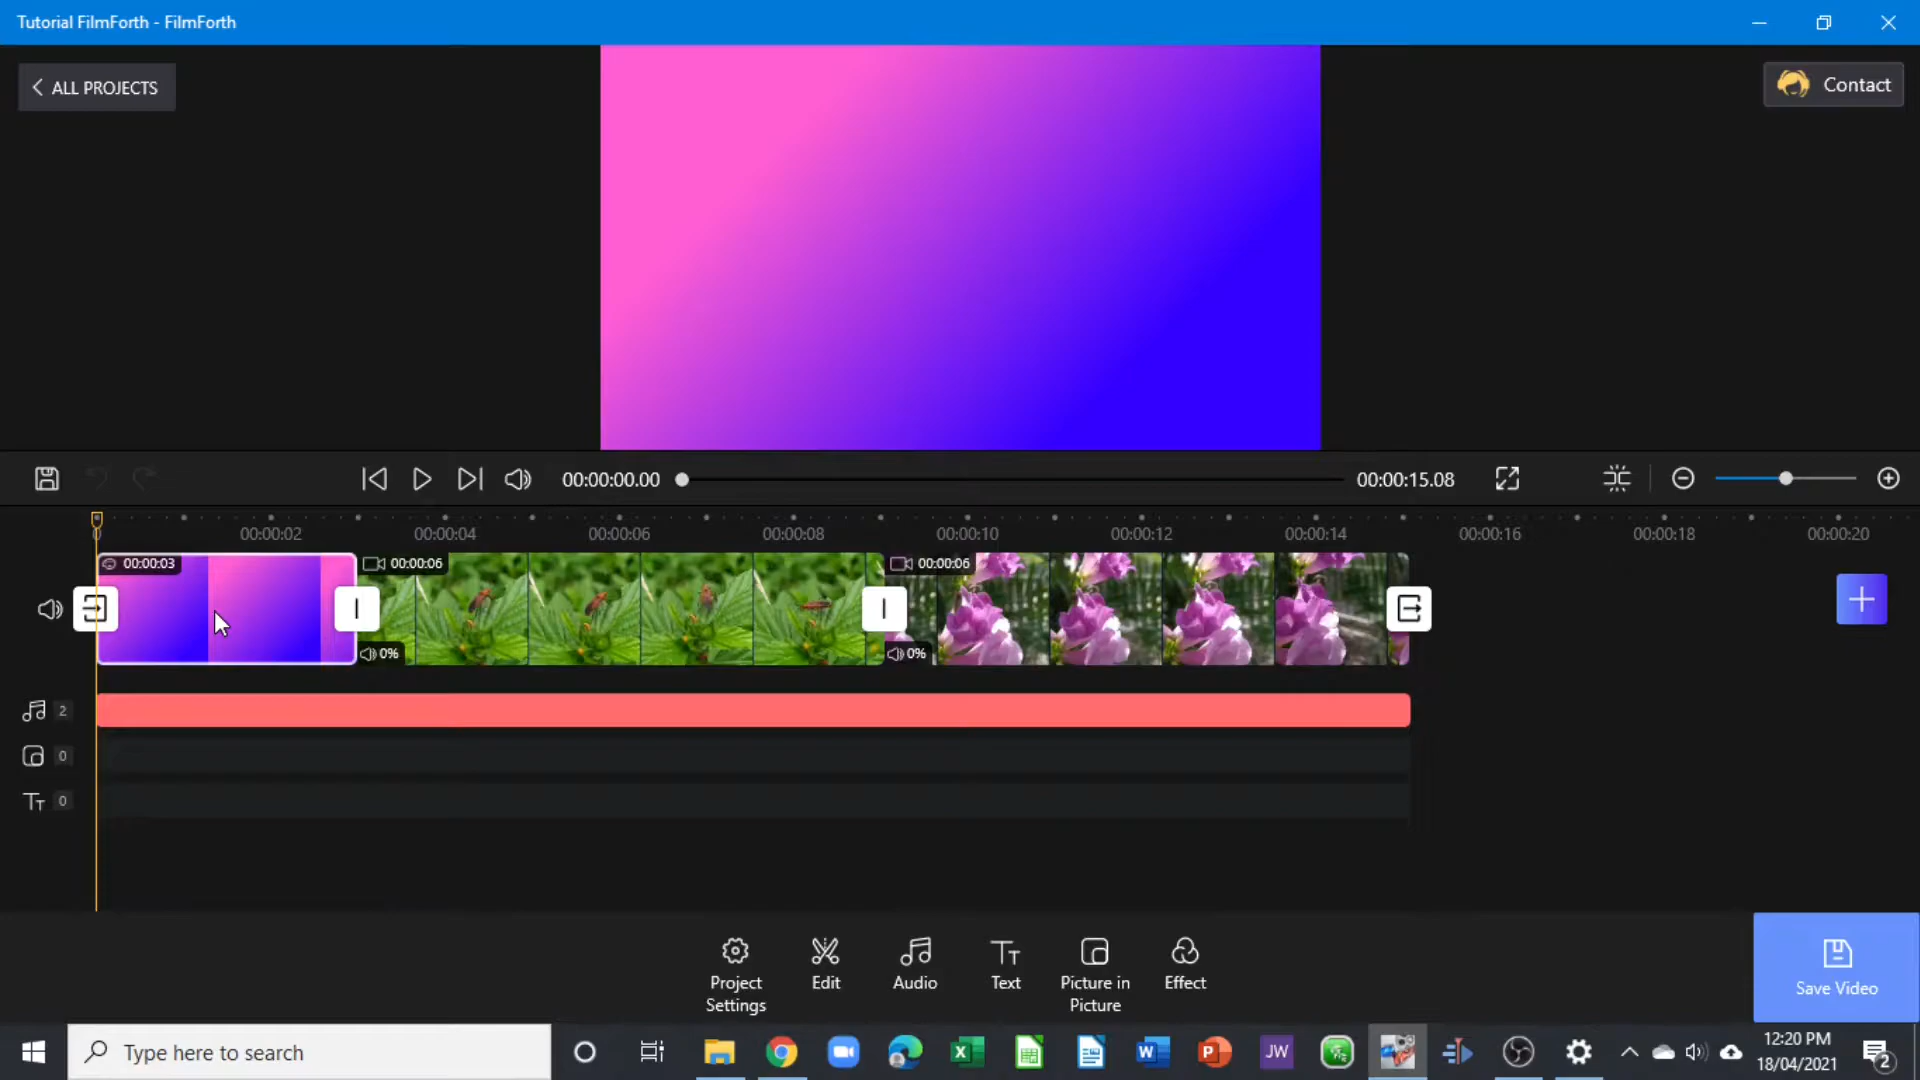 Tutorial FilmForth - FilmForth
ALL PROJECTS
Contact
00:00:00.00
00:00:15.08
0
00:00:02
00:00:04
00:00:06
00:00:08
00:00:10
00:00:12
00:00:14
00:00:16
00:00:18
00:00:20
00:00:03
00:00:06
00:00:06
0%
0%
2
0
TT 0
Project Settings
Edit
Audio
Text
Picture in Picture
Effect
Save Video
Type here to search
JW
12:20 PM
18/04/2021
2